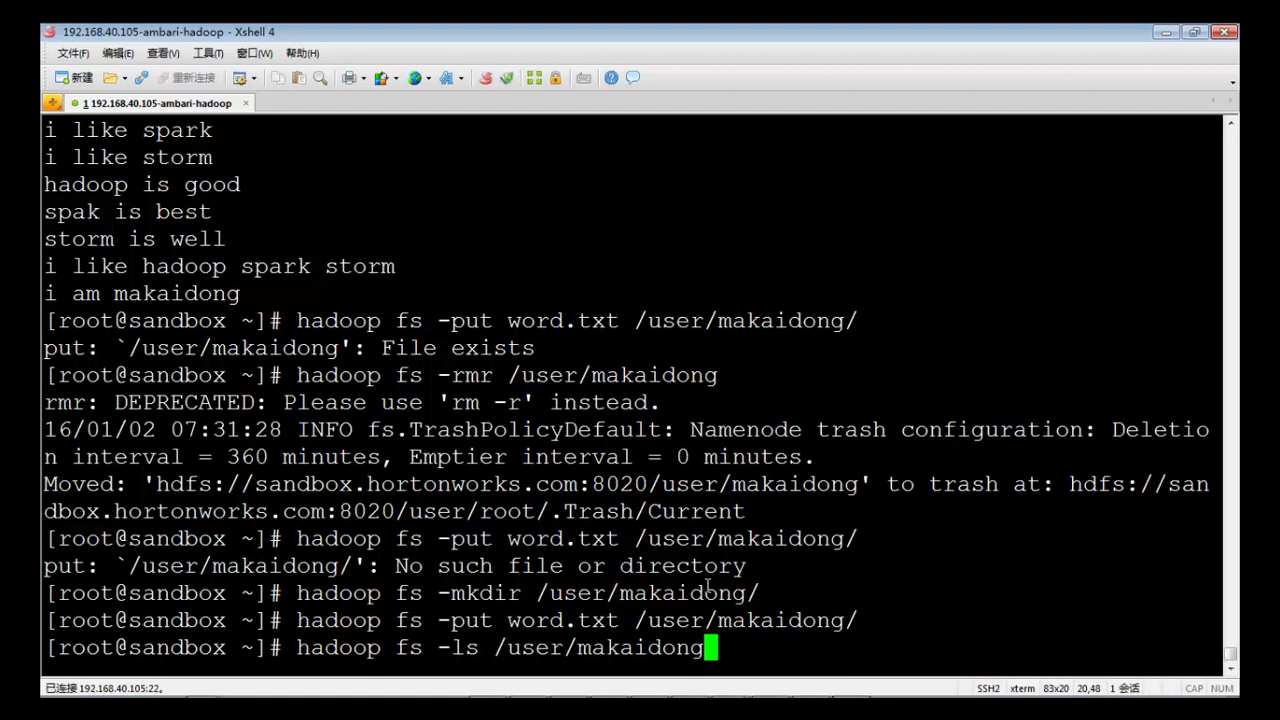 192.168.40.105-ambari-hadoop - Xshell 4
文件(F) 编辑(E) 查看(V) 工具(T) 窗口(W) 帮助(H)
新建 重新连接
1 192.168.40.105-ambari-hadoop
i like spark
i like storm
hadoop is good
spak is best
storm is well
i like hadoop spark storm
i am makaidong
[root@sandbox ~]# hadoop fs -put word.txt /user/makaidong/
put: `/user/makaidong': File exists
[root@sandbox ~]# hadoop fs -rmr /user/makaidong
rmr: DEPRECATED: Please use 'rm -r' instead.
16/01/02 07:31:28 INFO fs.TrashPolicyDefault: Namenode trash configuration: Deletio
n interval = 360 minutes, Emptier interval = 0 minutes.
Moved: 'hdfs://sandbox.hortonworks.com:8020/user/makaidong' to trash at: hdfs://san
dbox.hortonworks.com:8020/user/root/.Trash/Current
[root@sandbox ~]# hadoop fs -put word.txt /user/makaidong/
put: `/user/makaidong/': No such file or directory
[root@sandbox ~]# hadoop fs -mkdir /user/makaidong/
[root@sandbox ~]# hadoop fs -put word.txt /user/makaidong/
[root@sandbox ~]# hadoop fs -ls /user/makaidong
已连接 192.168.40.105:22。 SSH2 xterm 83x20 20,48 1 会话 CAP NUM